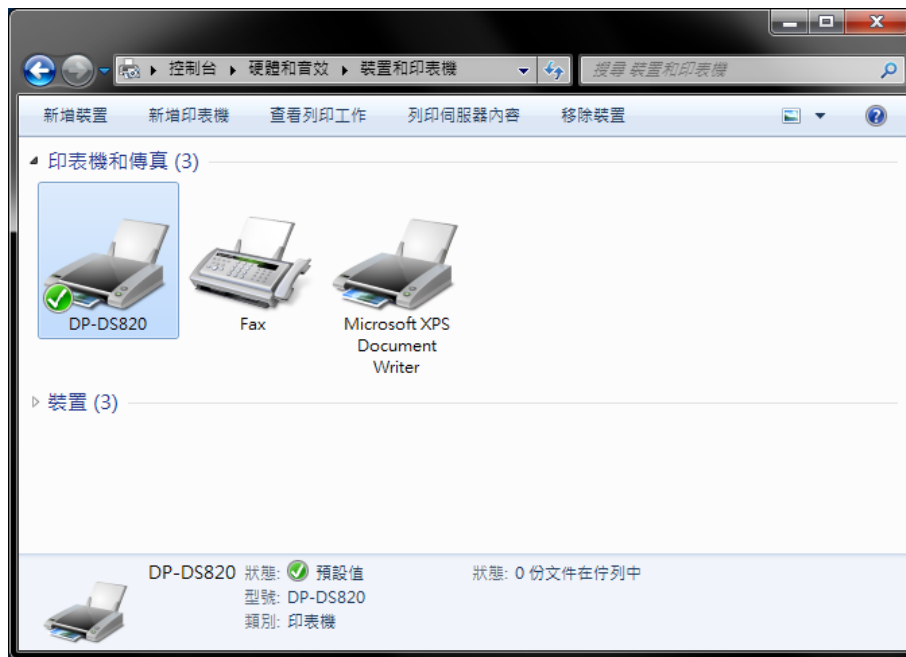 控制台 硬體和音效 裝置和印表機 搜尋 裝置和印表機
新增裝置 新增印表機 查看列印工作 列印伺服器內容 移除裝置
印表機和傳真 (3)
DP-DS820
Fax
Microsoft XPS
Document
Writer
裝置 (3)
DP-DS820 狀態: 預設值 狀態: 0 份文件在佇列中
型號: DP-DS820
類別: 印表機